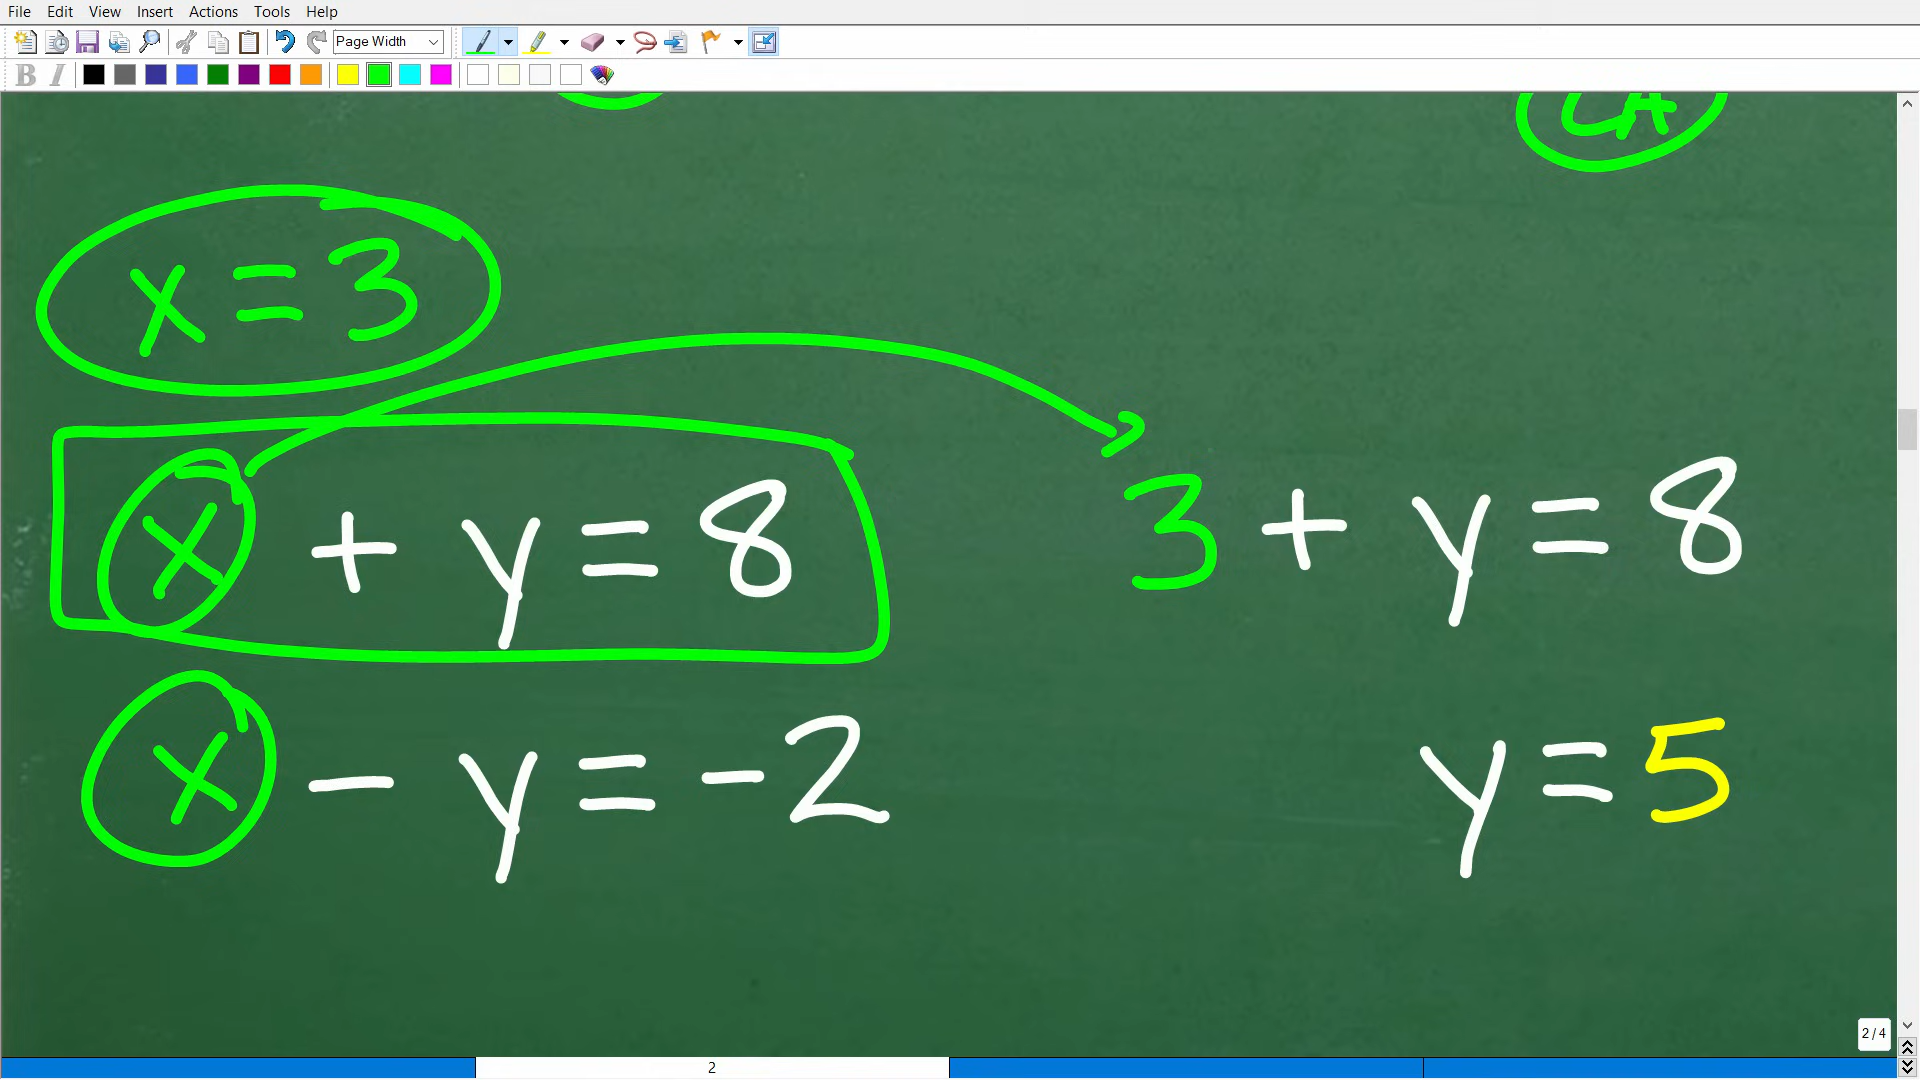 File Edit View Insert Actions Tools Help
Page Width
B I
x = 3
x + y = 8
3 + y = 8
x - y = -2
y = 5
2 / 4
2